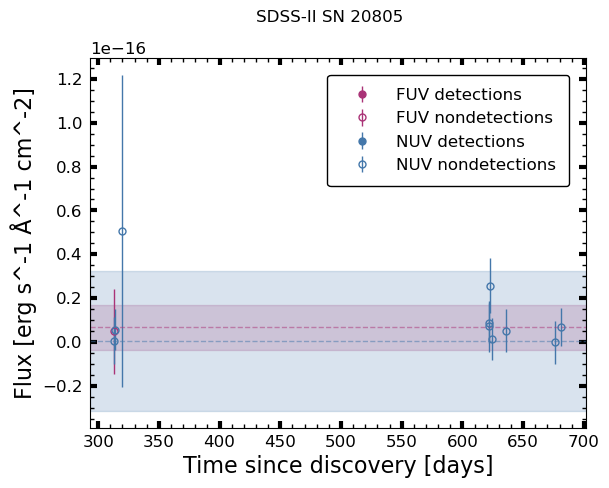 SDSS-II SN 20805
1e−16
FUV detections
FUV nondetections
NUV detections
NUV nondetections
1.2
1.0
0.8
0.6
0.4
0.2
0.0
−0.2
Flux [erg s^-1 Å^-1 cm^-2]
300 350 400 450 500 550 600 650 700
Time since discovery [days]